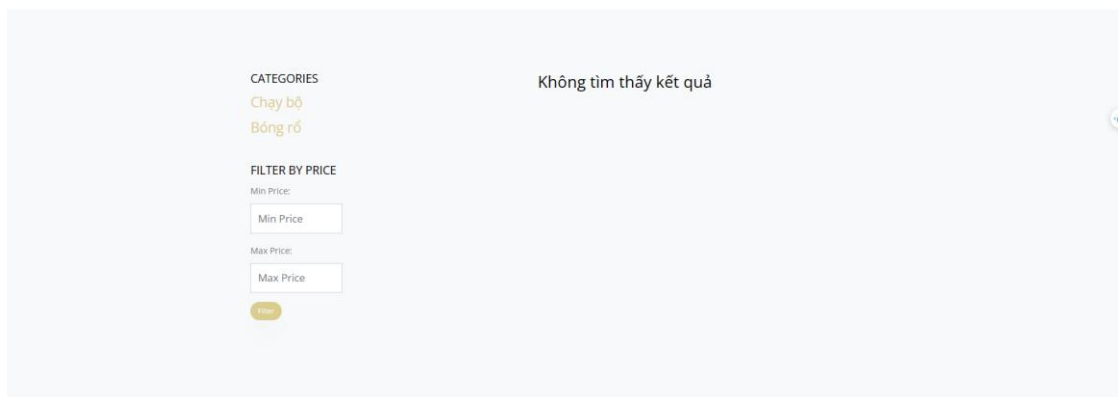 CATEGORIES
Chạy bộ
Bóng rổ
FILTER BY PRICE
Min Price:
Min Price
Max Price:
Max Price
Filter
Không tìm thấy kết quả